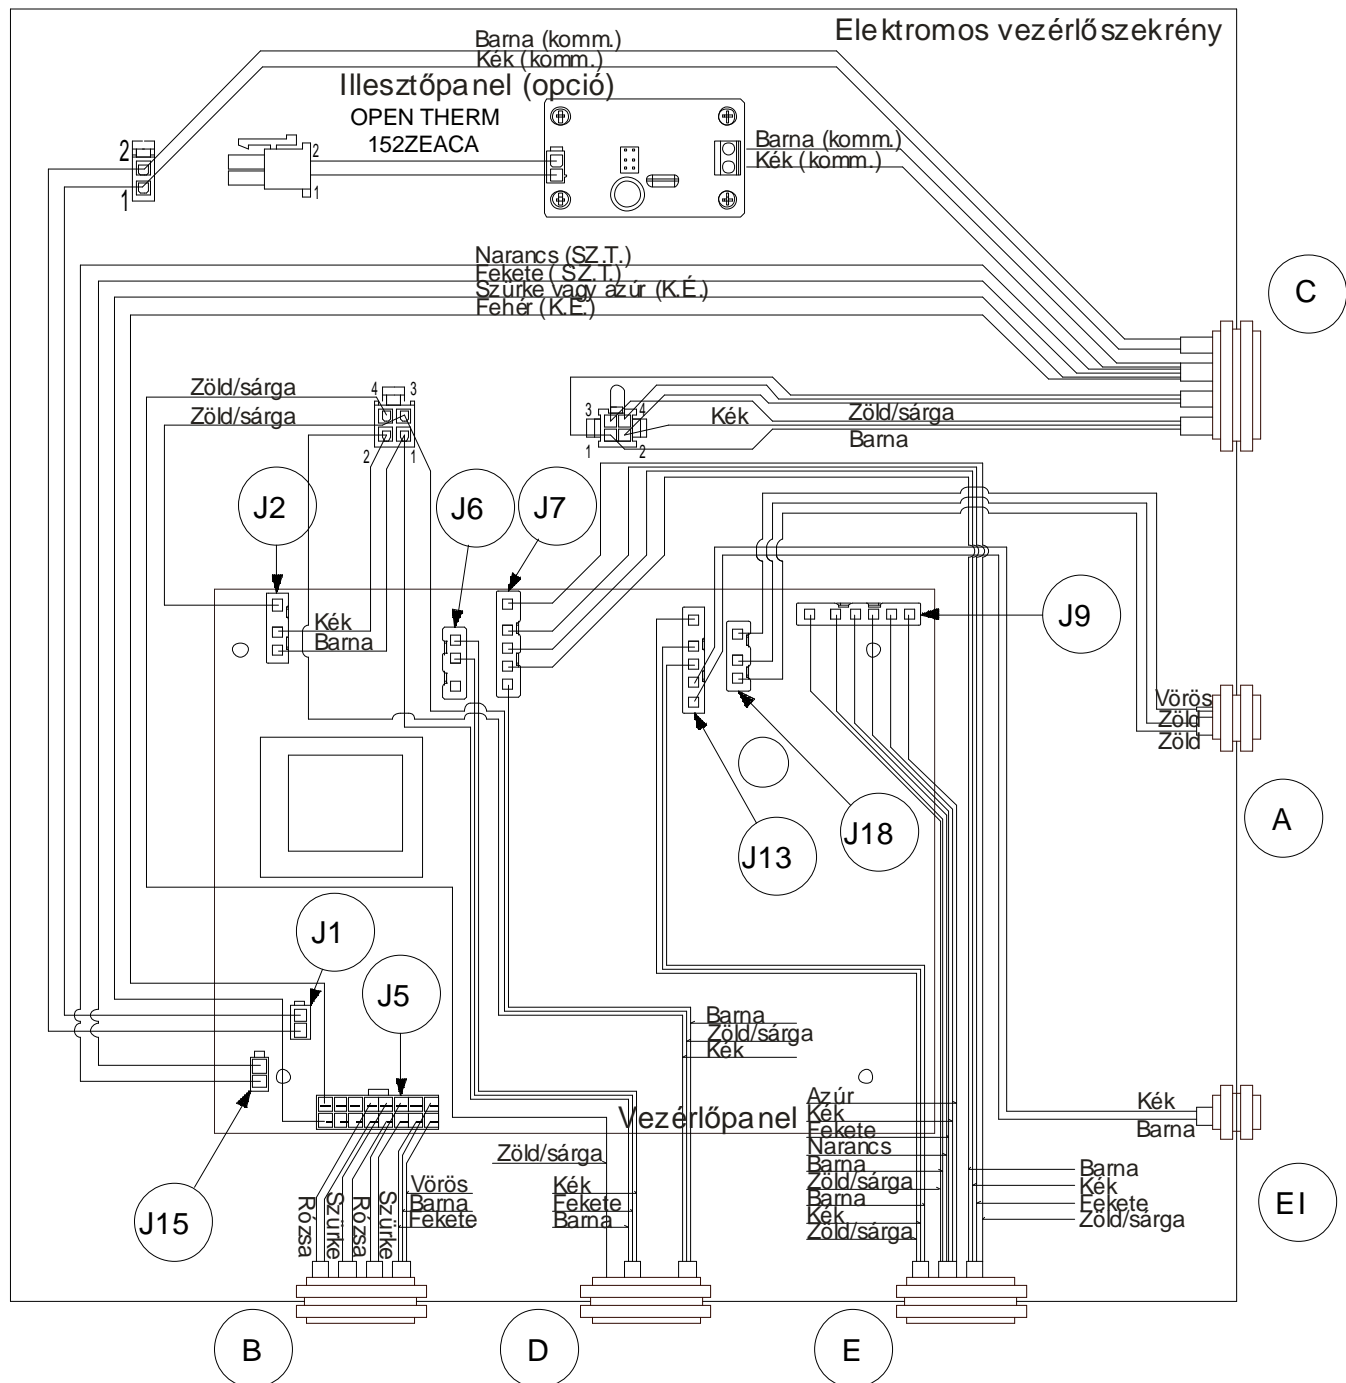 Elektromos vezérlőszekrény
Barna (komm.)
Kék (komm.)
Illesztőpanel (opció)
OPEN THERM
152ZEACA
2
1
2
1
Barna (komm.)
Kék (komm.)
Narancs (SZ.T.)
Fekete ( SZ.T.)
Szürke vagy azúr (K.É.)
Fehér (K.É.)
C
Zöld/sárga
4
3
Zöld/sárga
2
1
3
4
Kék
1
2
Zöld/sárga
Barna
J2
J6
J7
J9
Kék
Barna
Vörös
Zöld
Zöld
A
J18
J13
J1
J5
Barna
Zöld/sárga
Kék
Vezérlőpanel
Azúr
Kék
Fekete
Narancs
Barna
Zöld/sárga
Barna
Kék
Zöld/sárga
Kék
Barna
Zöld/sárga
Kék
Fekete
Barna
Barna
Kék
Fekete
Zöld/sárga
J15
Rózsa
Szürke
Rózsa
Szürke
Vörös
Barna
Fekete
EI
B
D
E